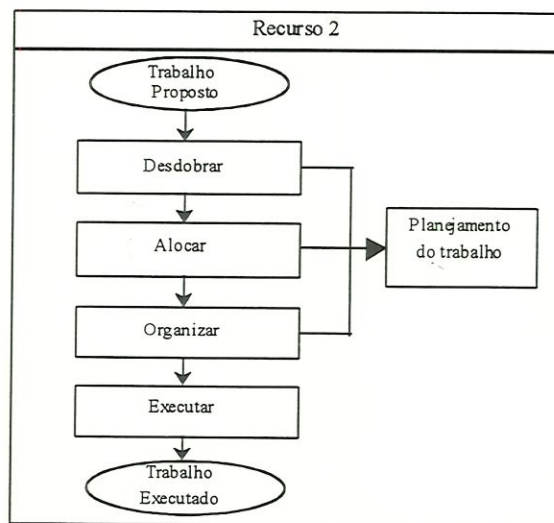 Recurso 2
Trabalho
Proposto
Desdobrar
Alocar
Planejamento
do trabalho
Organizar
Executar
Trabalho
Executado